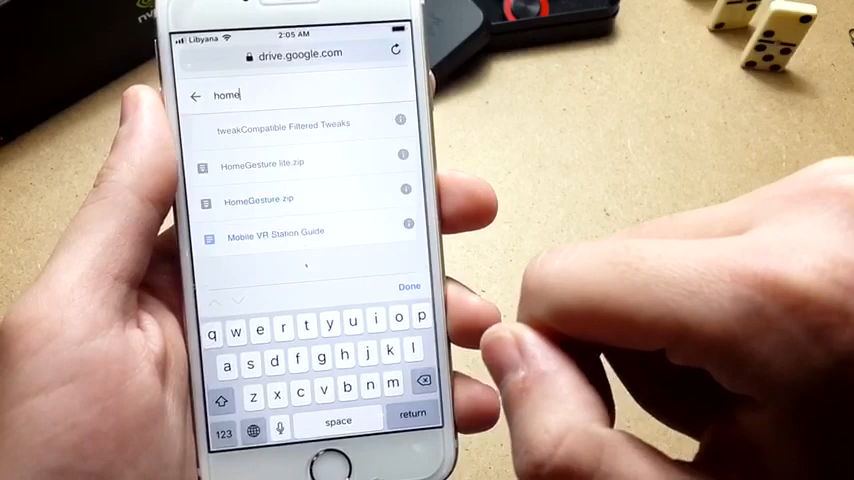 Libyana 2:05 AM
drive.google.com
home
tweakCompatible Filtered Tweaks
HomeGesture lite.zip
HomeGesture.zip
Mobile VR Station Guide
Done
q w e r t y u i o p
a s d f g h j k l
z x c v b n m
123 space return